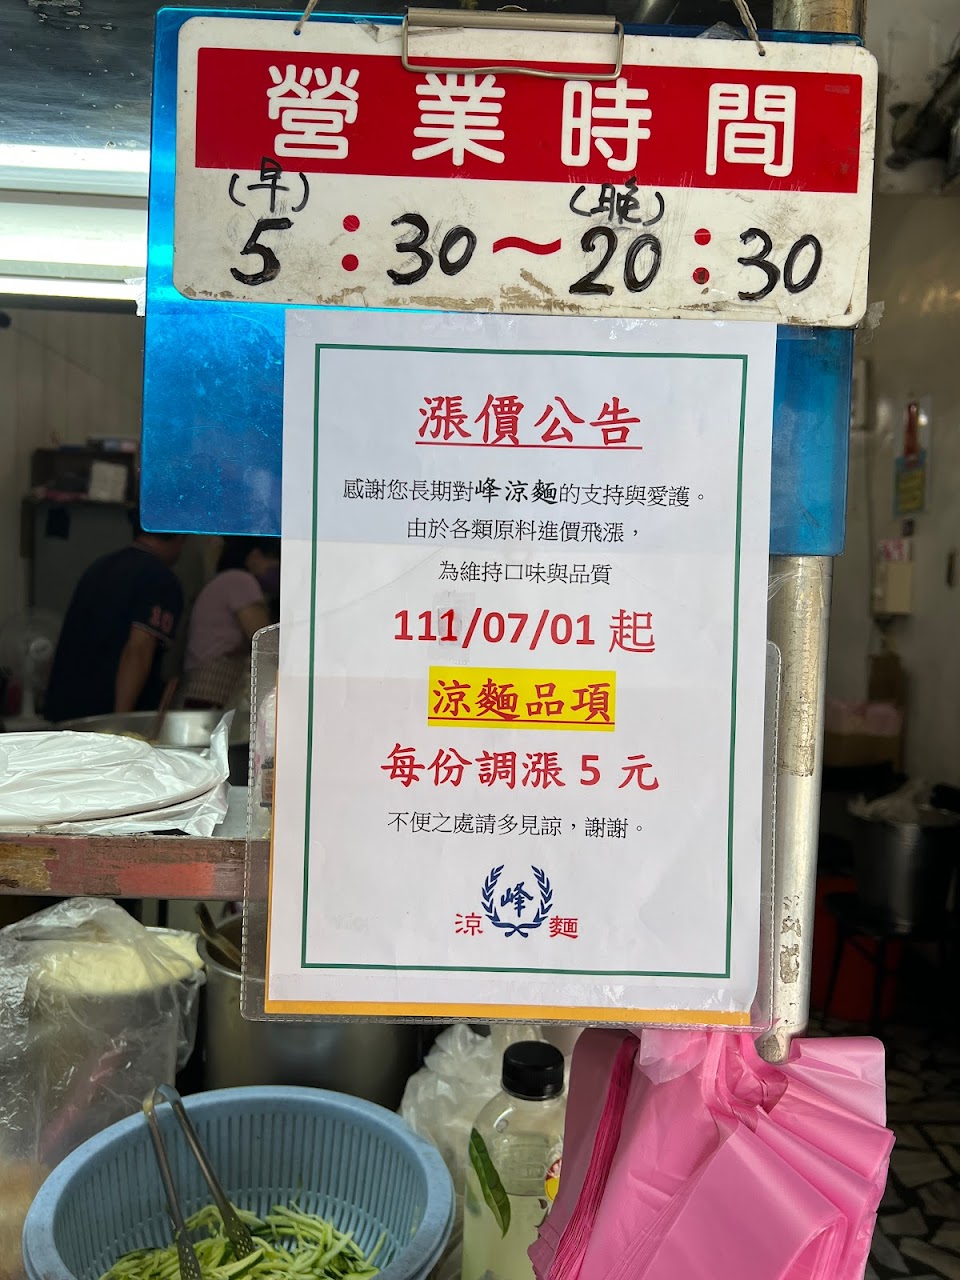 營業時間
(早) (晚)
5:30～20:30
漲價公告
感謝您長期對峰涼麵的支持與愛護。
由於各類原料進價飛漲，
為維持口味與品質
111/07/01 起
涼麵品項
每份調漲 5 元
不便之處請多見諒，謝謝。
涼 峰 麵